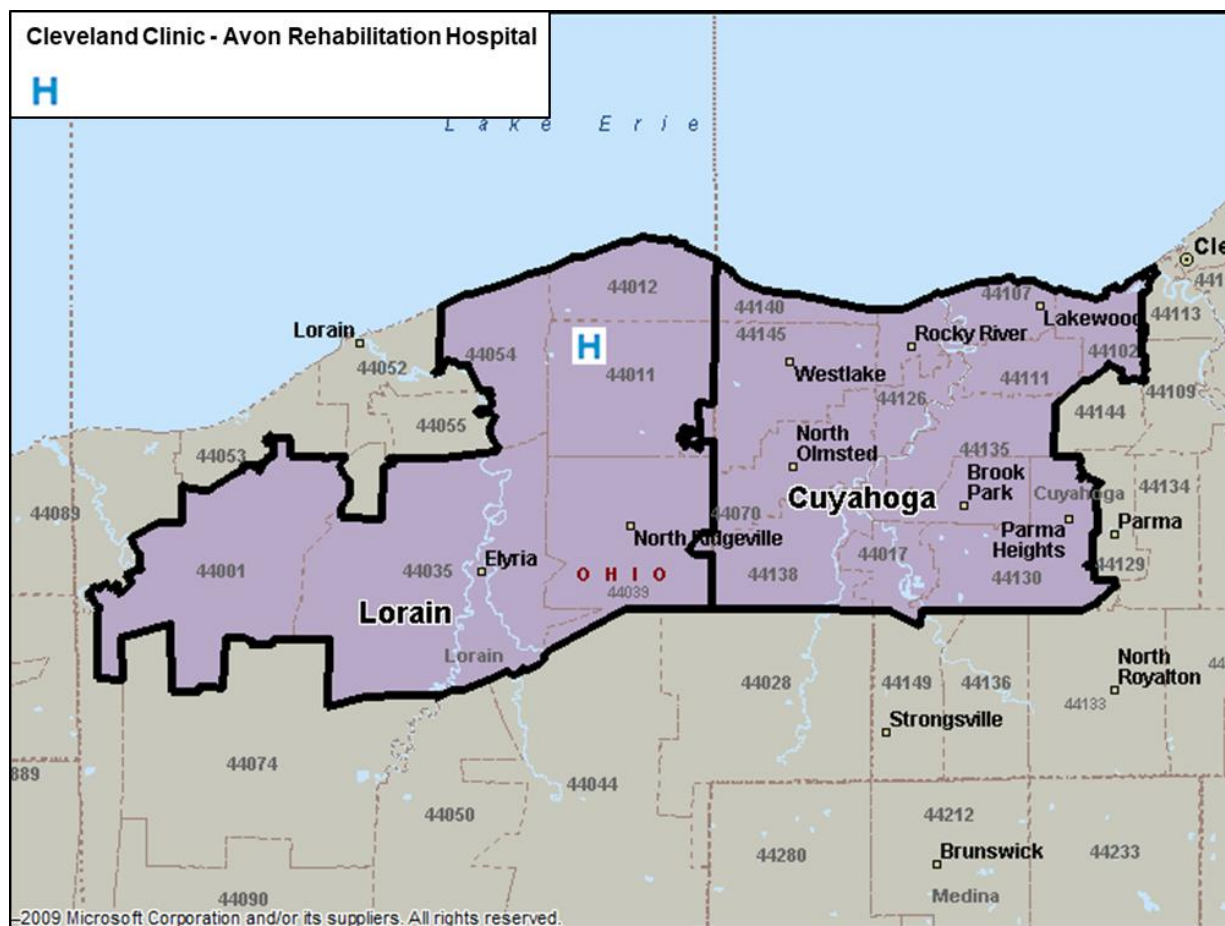 Cleveland Clinic - Avon Rehabilitation Hospital
H
Lake Erie
44012
44140
44107
Cle
4411
44113
Lorain
44052
44054
H
44011
44145
Westlake
Rocky River
Lakewood
44102
44111
44126
44109
44144
44055
44053
North
Olmsted
44135
Brook
Park
Cuyahoga
Cuyahoga
44134
44089
44070
North Ridgeville
Parma
Heights
Parma
44001
44035
Elyria
OHIO
44039
44138
44017
44130
44129
Lorain
Lorain
44028
44149
44136
North
Royalton
44133
Strongsville
889
44074
44044
44050
44212
44280
Brunswick
44233
Medina
44090
–2009 Microsoft Corporation and/or its suppliers. All rights reserved.